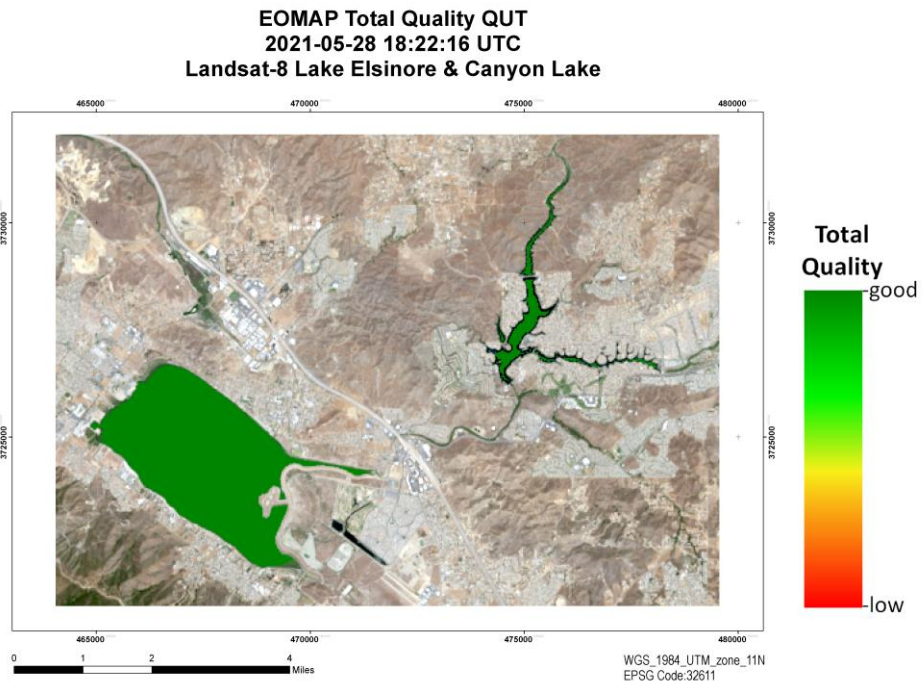 EOMAP Total Quality QUT
2021-05-28 18:22:16 UTC
Landsat-8 Lake Elsinore & Canyon Lake
465000 470000 475000 480000
3730000 3730000
3725000 3725000
465000 470000 475000 480000
Total
Quality
good
low
0 1 2 4
Miles
WGS_1984_UTM_zone_11N
EPSG Code:32611